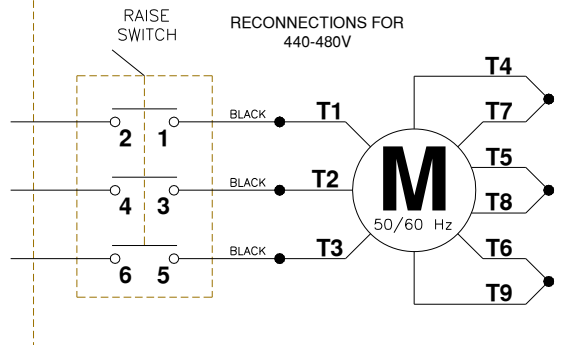 RAISE
SWITCH
RECONNECTIONS FOR
440-480V
T4
BLACK
T1
T7
2
1
T5
BLACK
T2
M
4
3
T8
50/60 Hz
BLACK
T3
T6
6
5
T9